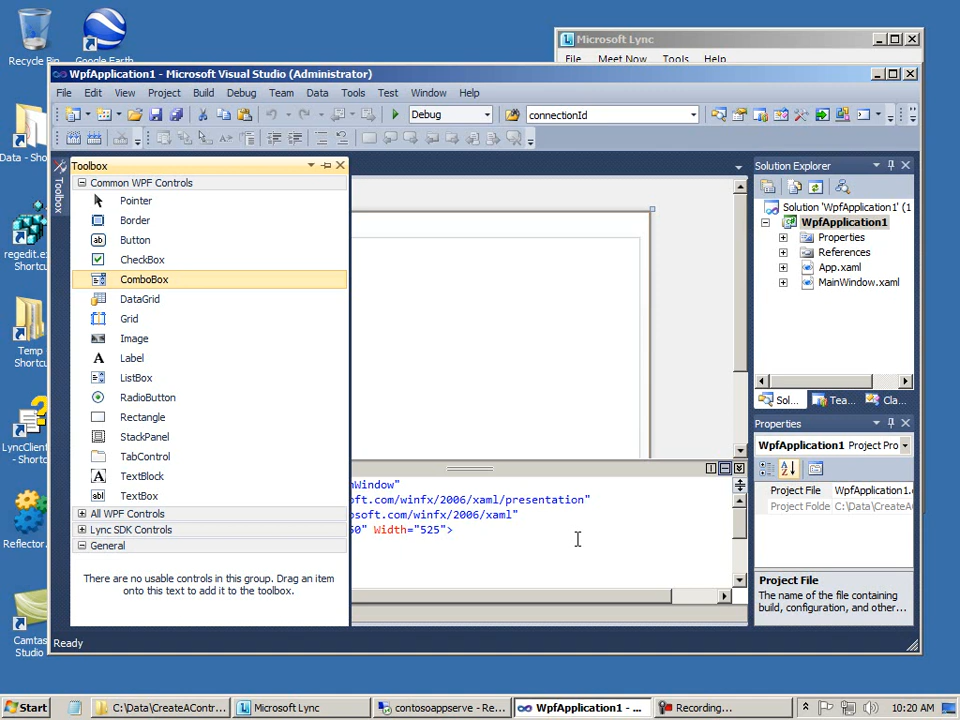 Recycle Bin
Google Earth
Microsoft Lync
File Meet Now Tools Help
WpfApplication1 - Microsoft Visual Studio (Administrator)
File Edit View Project Build Debug Team Data Tools Test Window Help
Debug
connectionId
Data - Sho
regedit.e
Shortcu
Temp
Shortc
LyncClien
- Shortc
Reflector.
Camtas
Studio
Toolbox
Toolbox
Common WPF Controls
Pointer
Border
Button
CheckBox
ComboBox
DataGrid
Grid
Image
Label
ListBox
RadioButton
Rectangle
StackPanel
TabControl
TextBlock
TextBox
All WPF Controls
Lync SDK Controls
General
There are no usable controls in this group. Drag an item
onto this text to add it to the toolbox.
nWindow"
oft.com/winfx/2006/xaml/presentation"
osoft.com/winfx/2006/xaml"
50" Width="525">
Solution Explorer
Solution 'WpfApplication1' (1
WpfApplication1
Properties
References
App.xaml
MainWindow.xaml
Sol... Tea... Cla...
Properties
WpfApplication1 Project Pro
Project File WpfApplication1.c
Project Folde C:\Data\CreateAC
Project File
The name of the file containing
build, configuration, and other...
Ready
Start
C:\Data\CreateAContr...
Microsoft Lync
contosoappserve - Re...
WpfApplication1 - ...
Recording...
10:20 AM